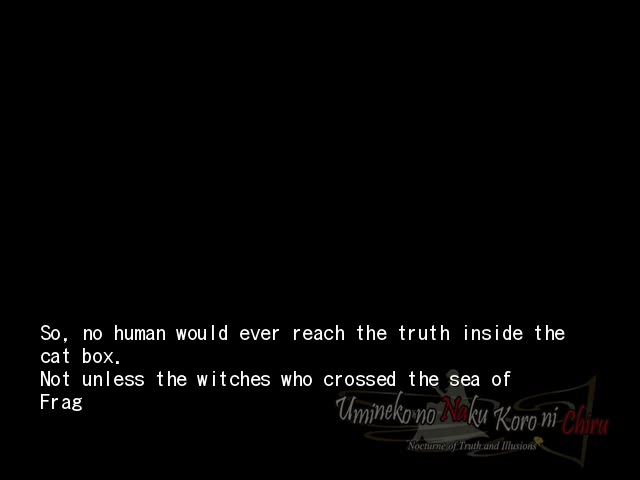 So, no human would ever reach the truth inside the
cat box.
Not unless the witches who crossed the sea of
Frag
Umineko no Naku Koro ni Chiru
Nocturne of Truth and Illusions